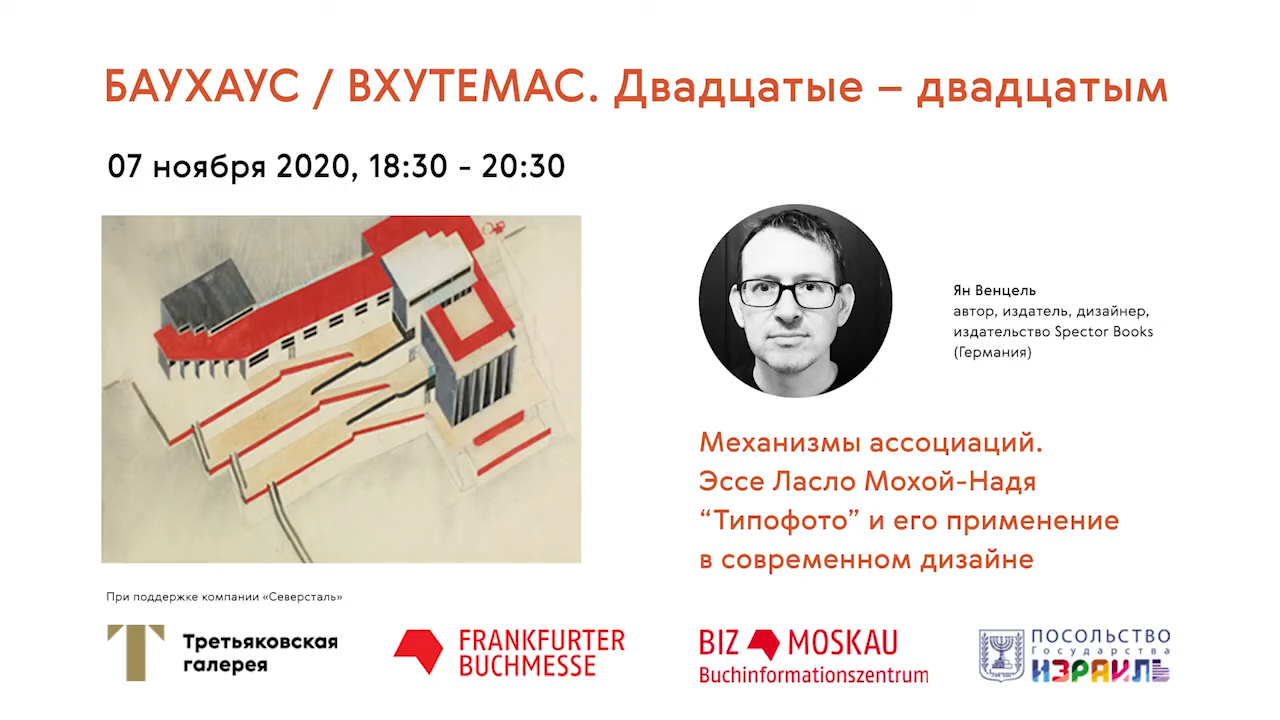 БАУХАУС / ВХУТЕМАС. Двадцатые – двадцатым
07 ноября 2020, 18:30 - 20:30
Ян Венцель
автор, издатель, дизайнер,
издательство Spector Books
(Германия)
Механизмы ассоциаций.
Эссе Ласло Мохой-Надя
“Типофото” и его применение
в современном дизайне
При поддержке компании «Северсталь»
Третьяковская
галерея
FRANKFURTER
BUCHMESSE
BIZ MOSKAU
Buchinformationszentrum
ПОСОЛЬСТВО
Государства
ИЗРАИЛЬ